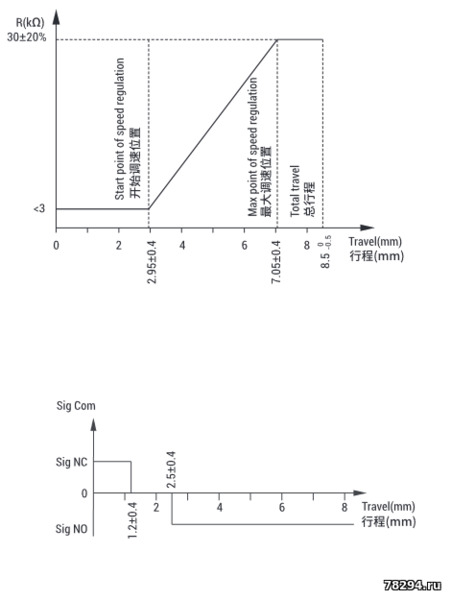 R(kΩ)
30±20%
Start point of speed regulation
开始调速位置
Max point of speed regulation
最大调速位置
Total travel
总行程
<3
0 2 4 6 8
Travel(mm)
行程(mm)
2.95±0.4
7.05±0.4
8.5 0 -0.5
Sig Com
Sig NC
2.5±0.4
0
2 4 6 8
Travel(mm)
行程(mm)
1.2±0.4
Sig NO
78294.ru